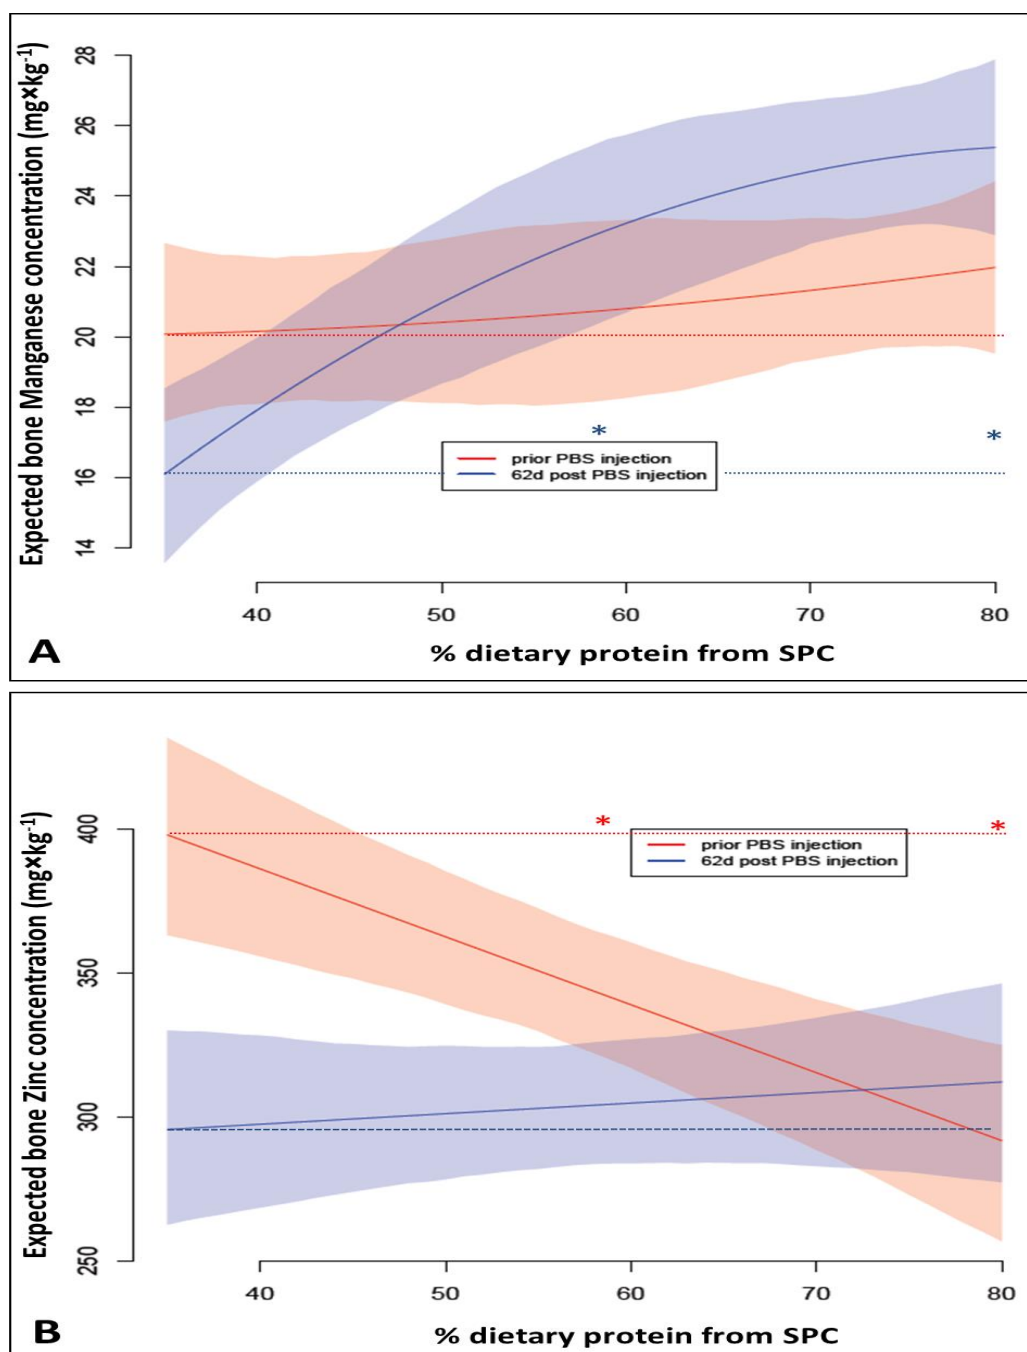 Expected bone Manganese concentration (mg×kg⁻¹)
28
26
24
22
20
18
16
14
*
*
prior PBS injection
62d post PBS injection
40
50
60
70
80
% dietary protein from SPC
A
Expected bone Zinc concentration (mg×kg⁻¹)
400
350
300
250
*
*
prior PBS injection
62d post PBS injection
40
50
60
70
80
% dietary protein from SPC
B